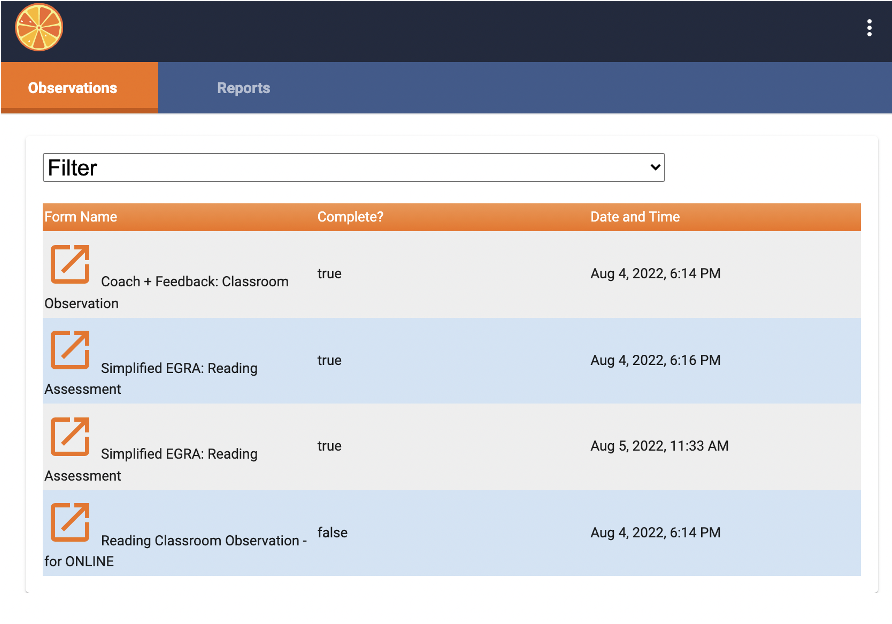 Observations Reports
Filter
Form Name Complete? Date and Time
Coach + Feedback: Classroom
Observation
true
Aug 4, 2022, 6:14 PM
Simplified EGRA: Reading
Assessment
true
Aug 4, 2022, 6:16 PM
Simplified EGRA: Reading
Assessment
true
Aug 5, 2022, 11:33 AM
Reading Classroom Observation -
for ONLINE
false
Aug 4, 2022, 6:14 PM